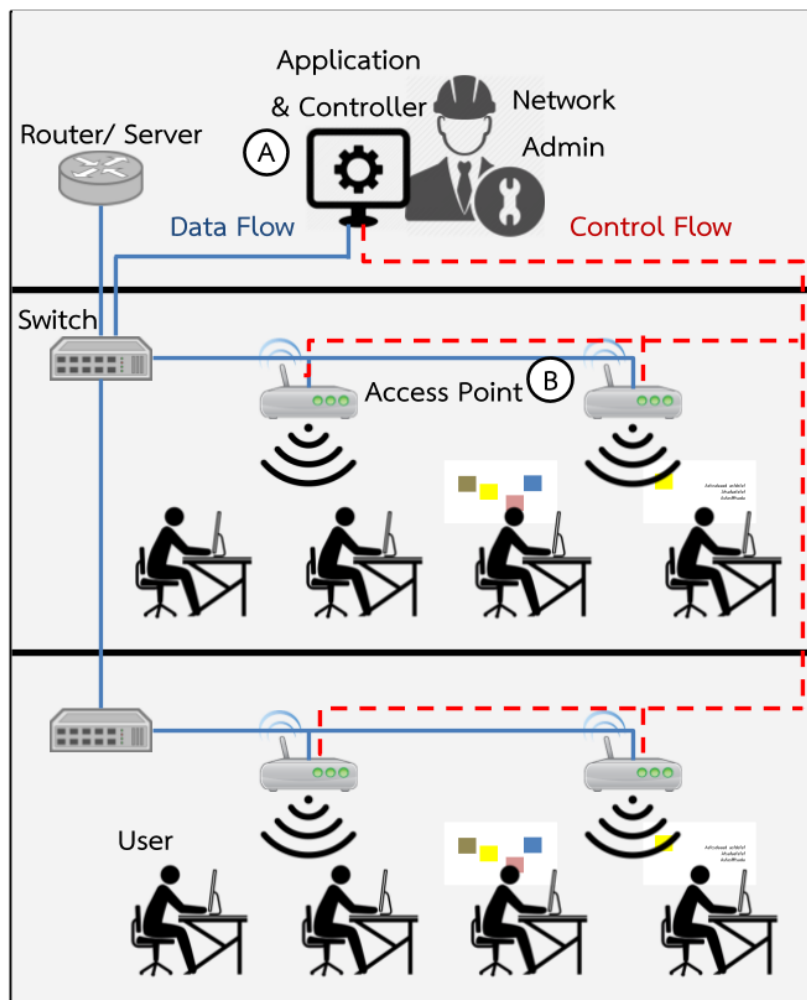 Application
& Controller
Network
Admin
Router/ Server
A
Data Flow
Control Flow
Switch
Access Point
B
User